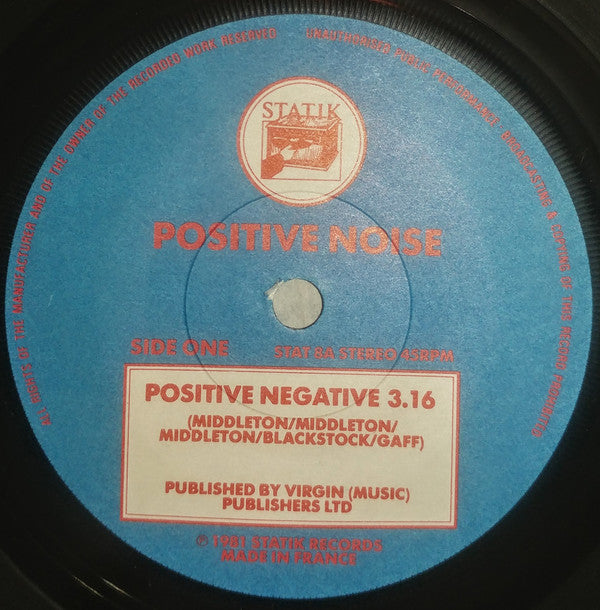 ALL RIGHTS OF THE MANUFACTURER AND OF THE OWNER OF THE RECORDED WORK RESERVED
UNAUTHORISED PUBLIC PERFORMANCE · BROADCASTING & COPYING OF THIS RECORD PROHIBITED
STATIK
POSITIVE NOISE
SIDE ONE STAT 8A STEREO 45RPM
POSITIVE NEGATIVE 3.16
(MIDDLETON/MIDDLETON/
MIDDLETON/BLACKSTOCK/GAFF)
PUBLISHED BY VIRGIN (MUSIC)
PUBLISHERS LTD
℗ 1981 STATIK RECORDS
MADE IN FRANCE